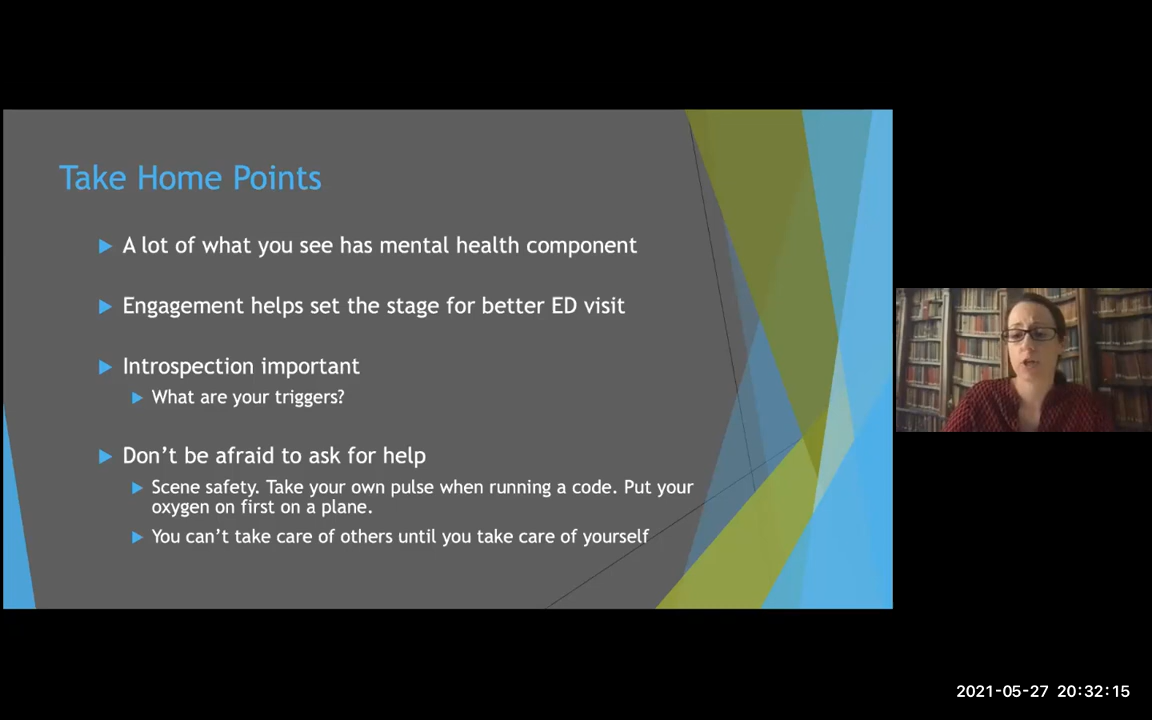 Take Home Points
A lot of what you see has mental health component
Engagement helps set the stage for better ED visit
Introspection important
What are your triggers?
Don’t be afraid to ask for help
Scene safety. Take your own pulse when running a code. Put your
oxygen on first on a plane.
You can’t take care of others until you take care of yourself
2021-05-27 20:32:15